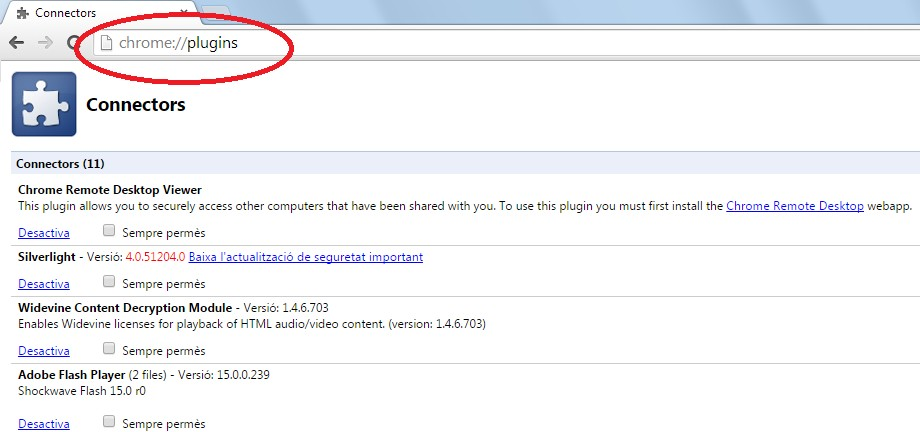 Connectors
chrome://plugins
Connectors
Connectors (11)
Chrome Remote Desktop Viewer
This plugin allows you to securely access other computers that have been shared with you. To use this plugin you must first install the Chrome Remote Desktop webapp.
Desactiva Sempre permès
Silverlight - Versió: 4.0.51204.0 Baixa l'actualització de seguretat important
Desactiva Sempre permès
Widevine Content Decryption Module - Versió: 1.4.6.703
Enables Widevine licenses for playback of HTML audio/video content. (version: 1.4.6.703)
Desactiva Sempre permès
Adobe Flash Player (2 files) - Versió: 15.0.0.239
Shockwave Flash 15.0 r0
Desactiva Sempre permès